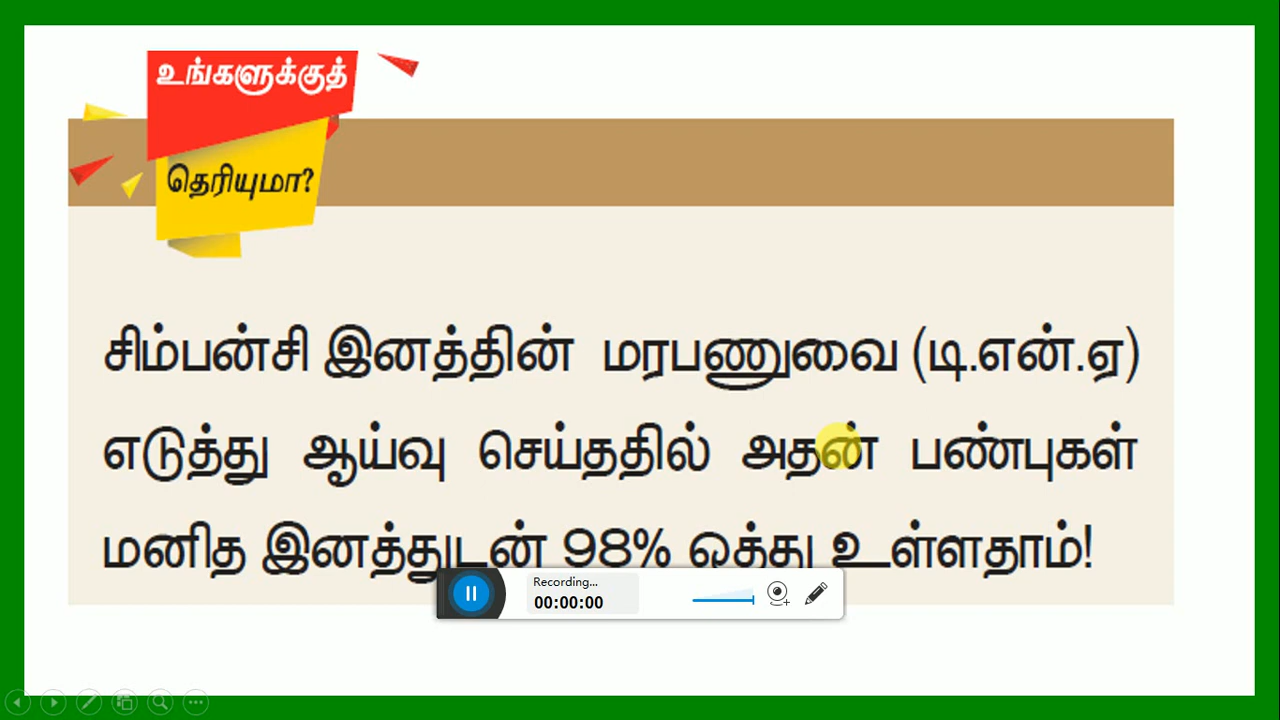 உங்களுக்குத்
தெரியுமா?
சிம்பன்சி இனத்தின் மரபணுவை (டி.என்.ஏ)
எடுத்து ஆய்வு செய்ததில் அதன் பண்புகள்
மனித இனத்துடன் 98% ஒத்து உள்ளதாம்!
Recording...
00:00:00